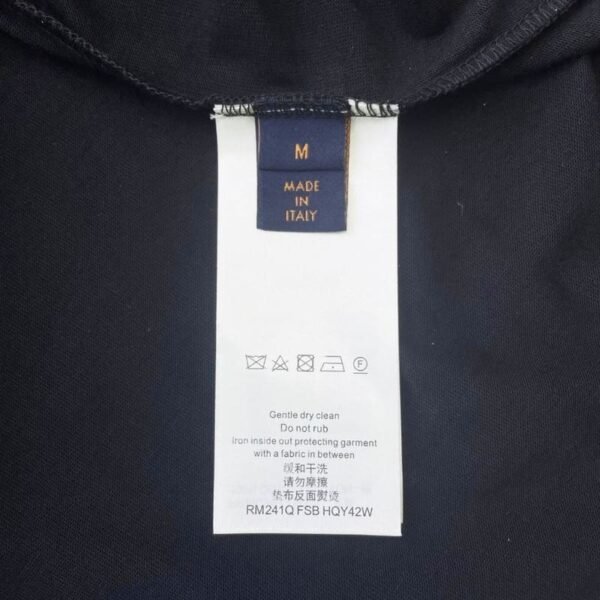 M
MADE
IN
ITALY
F
Gentle dry clean
Do not rub
Iron inside out protecting garment
with a fabric in between
缓和干洗
请勿摩擦
垫布反面熨烫
RM241Q FSB HQY42W